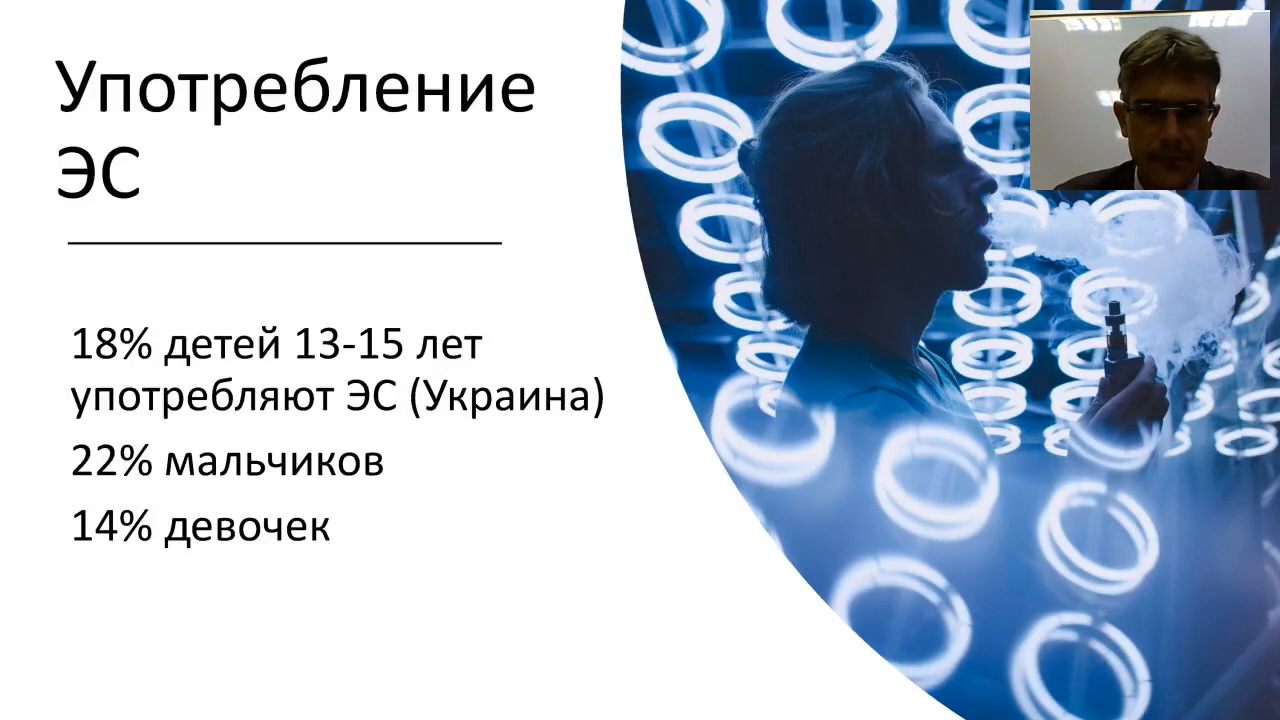 Употребление
ЭС
18% детей 13-15 лет
употребляют ЭС (Украина)
22% мальчиков
14% девочек